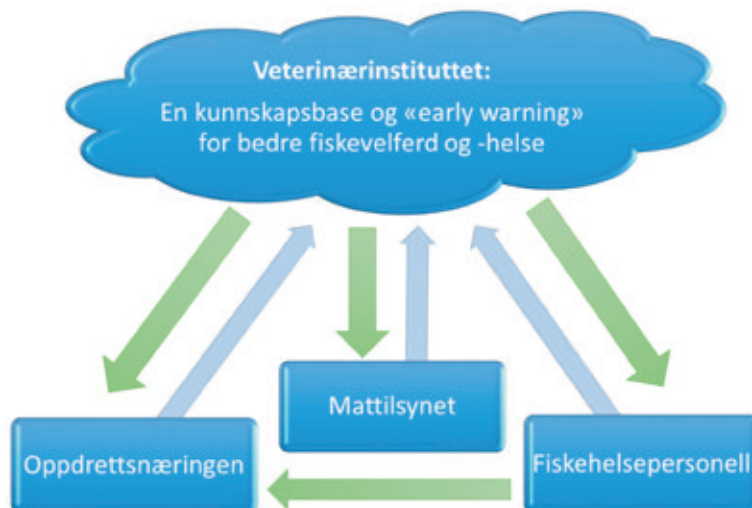 Veterinærinstituttet:
En kunnskapsbase og «early warning»
for bedre fiskevelferd og -helse
Mattilsynet
Oppdrettsnæringen
Fiskehelsepersonell